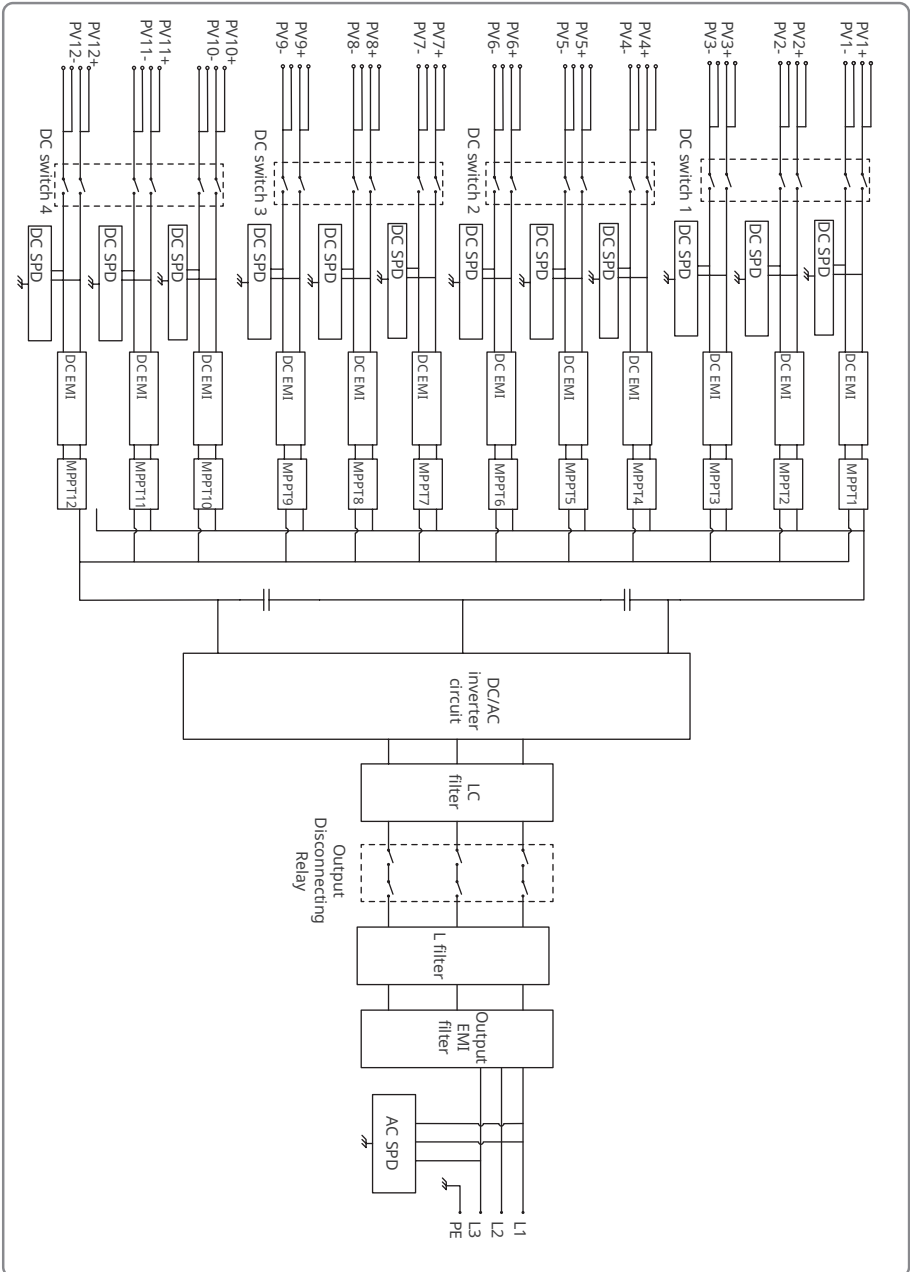 PV1+
PV1-
PV2+
PV2-
PV3+
PV3-
PV4+
PV4-
PV5+
PV5-
PV6+
PV6-
PV7+
PV7-
PV8+
PV8-
PV9+
PV9-
PV10+
PV10-
PV11+
PV11-
PV12+
PV12-
DC switch 1
DC switch 2
DC switch 3
DC switch 4
DC SPD
DC SPD
DC SPD
DC SPD
DC SPD
DC SPD
DC SPD
DC SPD
DC SPD
DC SPD
DC SPD
DC SPD
DC EMI
DC EMI
DC EMI
DC EMI
DC EMI
DC EMI
DC EMI
DC EMI
DC EMI
DC EMI
DC EMI
DC EMI
MPPT1
MPPT2
MPPT3
MPPT4
MPPT5
MPPT6
MPPT7
MPPT8
MPPT9
MPPT10
MPPT11
MPPT12
DC/AC
inverter
circuit
LC
filter
Output
Disconnecting
Relay
L filter
Output
EMI
filter
AC SPD
L1
L2
L3
PE